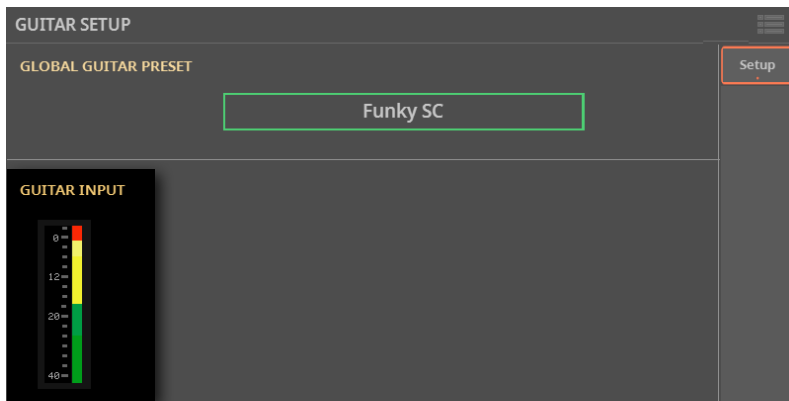 GUITAR SETUP
GLOBAL GUITAR PRESET
Setup
Funky SC
GUITAR INPUT
0
12
20
40